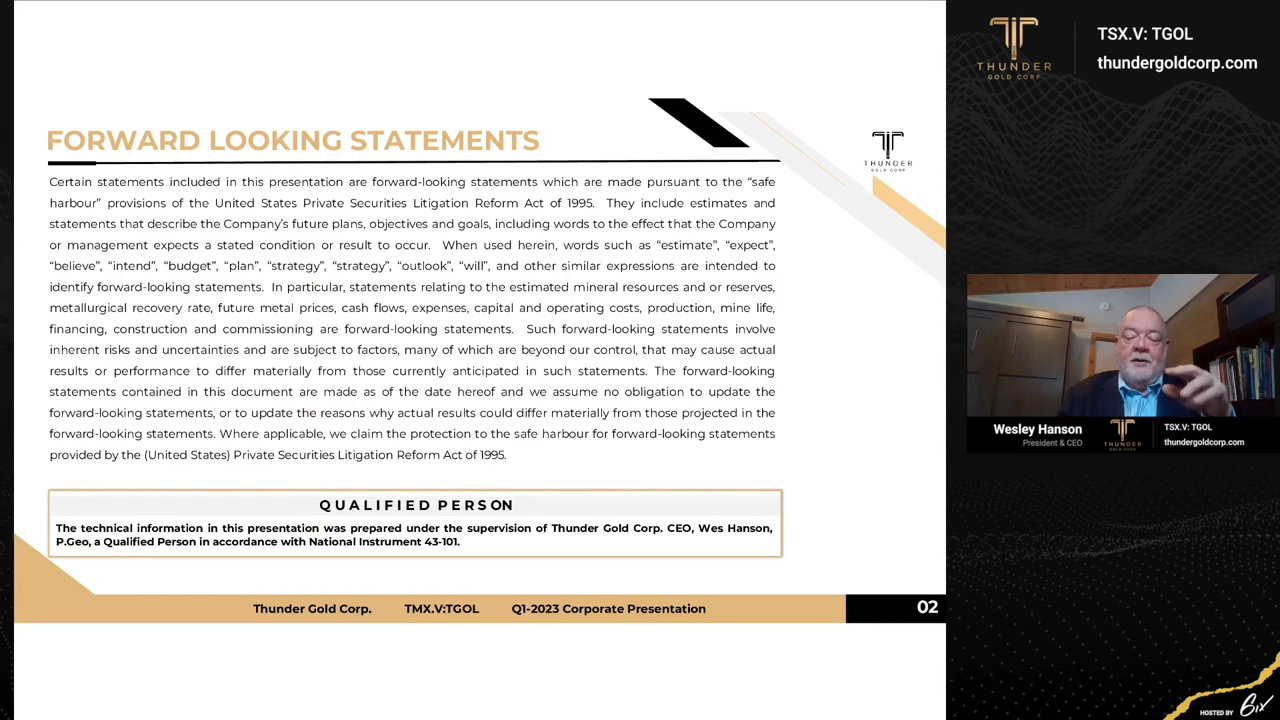 FORWARD LOOKING STATEMENTS
THUNDER
GOLD CORP
Certain statements included in this presentation are forward-looking statements which are made pursuant to the “safe
harbour” provisions of the United States Private Securities Litigation Reform Act of 1995. They include estimates and
statements that describe the Company’s future plans, objectives and goals, including words to the effect that the Company
or management expects a stated condition or result to occur. When used herein, words such as “estimate”, “expect”,
“believe”, “intend”, “budget”, “plan”, “strategy”, “strategy”, “outlook”, “will”, and other similar expressions are intended to
identify forward-looking statements. In particular, statements relating to the estimated mineral resources and or reserves,
metallurgical recovery rate, future metal prices, cash flows, expenses, capital and operating costs, production, mine life,
financing, construction and commissioning are forward-looking statements. Such forward-looking statements involve
inherent risks and uncertainties and are subject to factors, many of which are beyond our control, that may cause actual
results or performance to differ materially from those currently anticipated in such statements. The forward-looking
statements contained in this document are made as of the date hereof and we assume no obligation to update the
forward-looking statements, or to update the reasons why actual results could differ materially from those projected in the
forward-looking statements. Where applicable, we claim the protection to the safe harbour for forward-looking statements
provided by the (United States) Private Securities Litigation Reform Act of 1995.
QUALIFIED PERSON
The technical information in this presentation was prepared under the supervision of Thunder Gold Corp. CEO, Wes Hanson,
P.Geo, a Qualified Person in accordance with National Instrument 43-101.
Thunder Gold Corp. TMX.V:TGOL Q1-2023 Corporate Presentation
02
THUNDER
GOLD CORP
TSX.V: TGOL
thundergoldcorp.com
Wesley Hanson
President & CEO
THUNDER
GOLD CORP
TSX.V: TGOL
thundergoldcorp.com
HOSTED BY 6ix